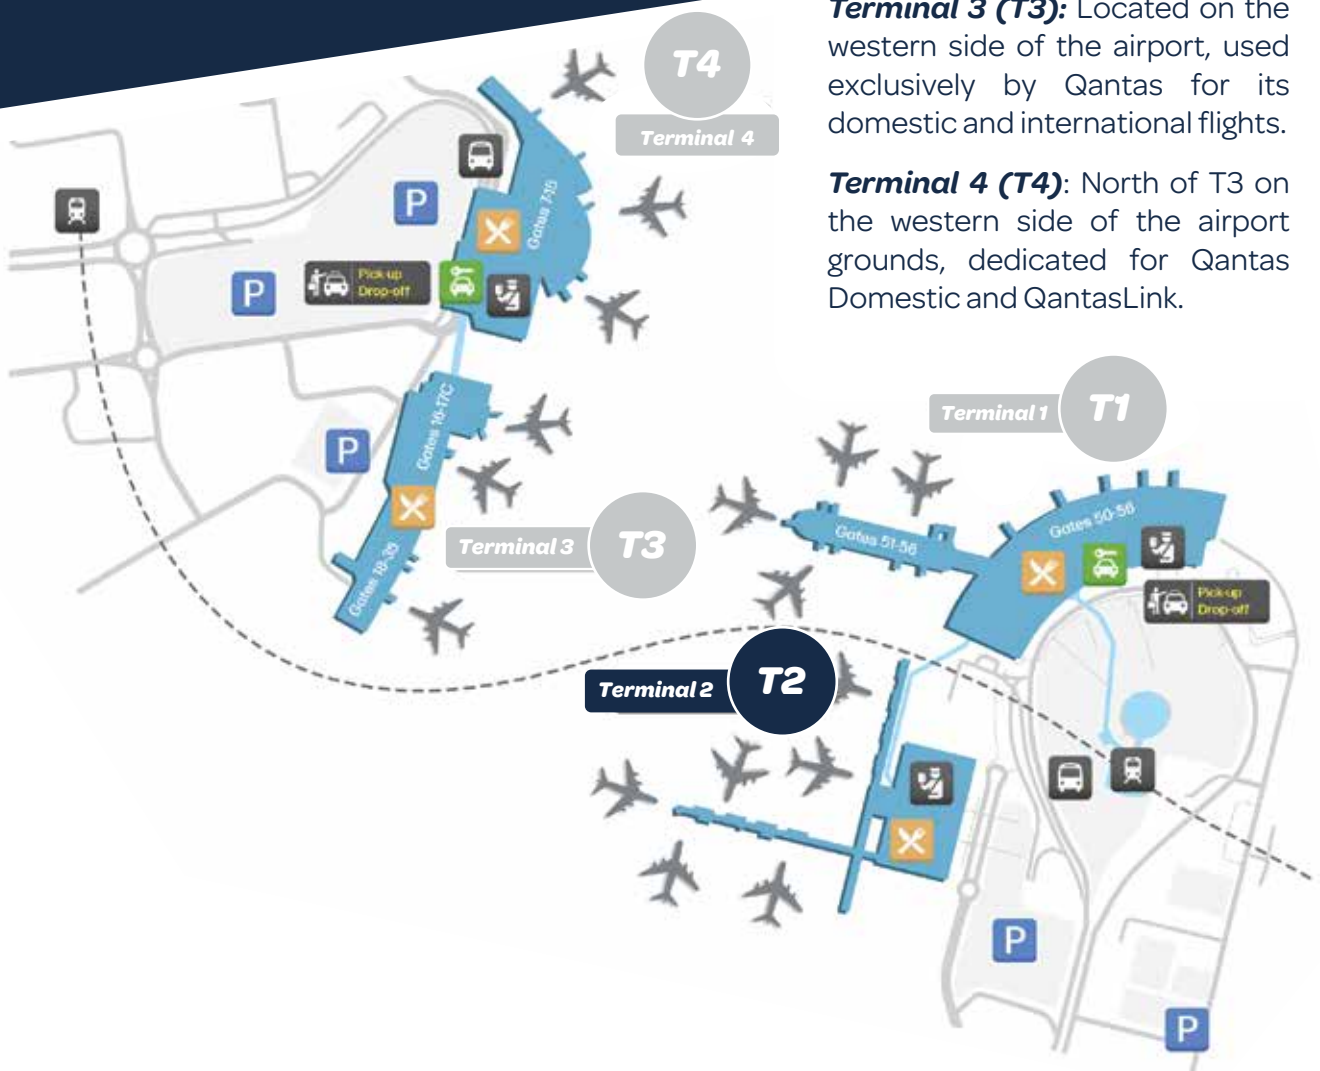 Terminal 3 (T3): Located on the
western side of the airport, used
exclusively by Qantas for its
domestic and international flights.
Terminal 4 (T4): North of T3 on
the western side of the airport
grounds, dedicated for Qantas
Domestic and QantasLink.
T4
Terminal 4
P
Gates 7-15
P
Pick-up
Drop-off
Gates 16-17C
P
Terminal 3
T3
Gates 18-35
Terminal 1
T1
Gates 51-56
Gates 50-56
Pick-up
Drop-off
Terminal 2
T2
P
P